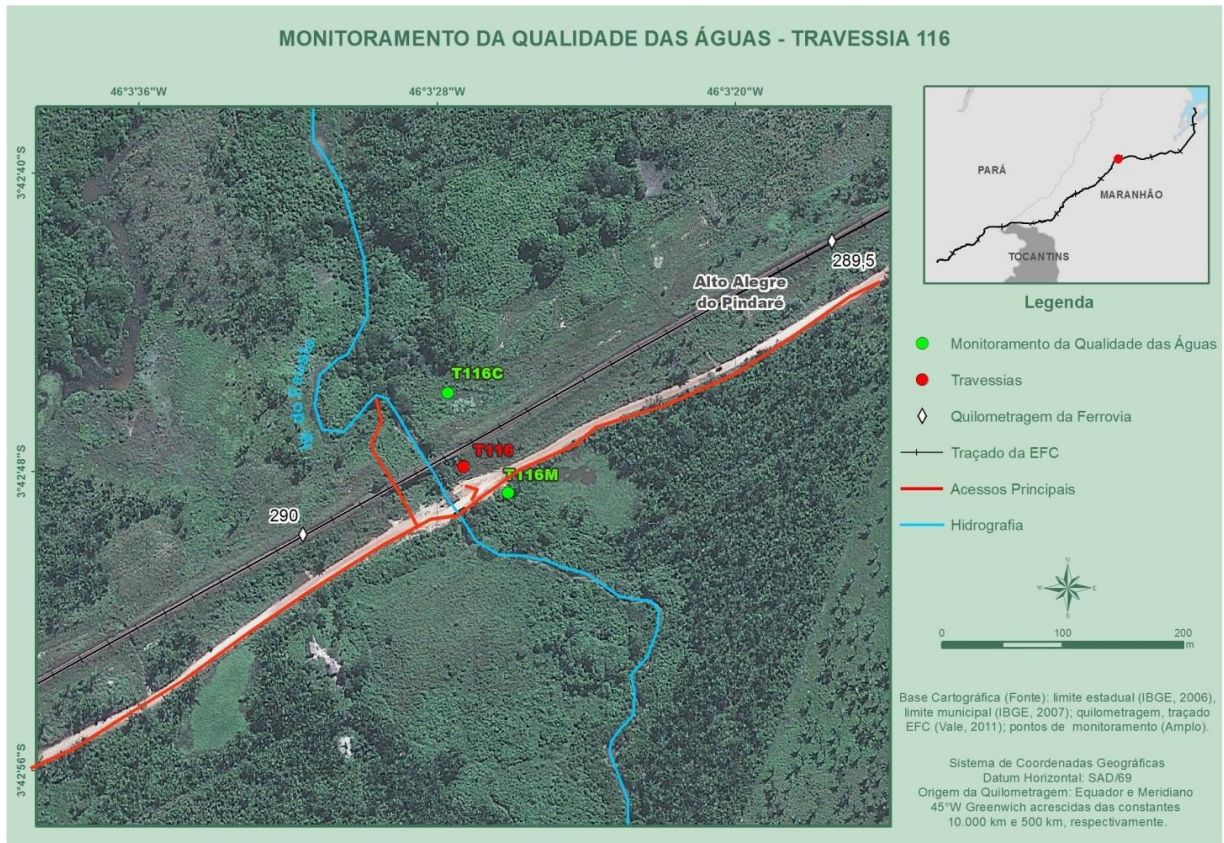 MONITORAMENTO DA QUALIDADE DAS ÁGUAS - TRAVESSIA 116
46°3'36"W
46°3'28"W
46°3'20"W
3°42'40"S
3°42'48"S
3°42'56"S
289,5
Alto Alegre
do Pindaré
T116C
T116
T116M
290
PARÁ
MARANHÃO
TOCANTINS
Legenda
Monitoramento da Qualidade das Águas
Travessias
Quilometragem da Ferrovia
Traçado da EFC
Acessos Principais
Hidrografia
N
W
E
S
0
100
200
m
Base Cartográfica (Fonte): limite estadual (IBGE, 2006),
limite municipal (IBGE, 2007); quilometragem, traçado
EFC (Vale, 2011); pontos de monitoramento (Amplo).
Sistema de Coordenadas Geográficas
Datum Horizontal: SAD/69
Origem da Quilometragem: Equador e Meridiano
45°W Greenwich acrescidas das constantes
10.000 km e 500 km, respectivamente.